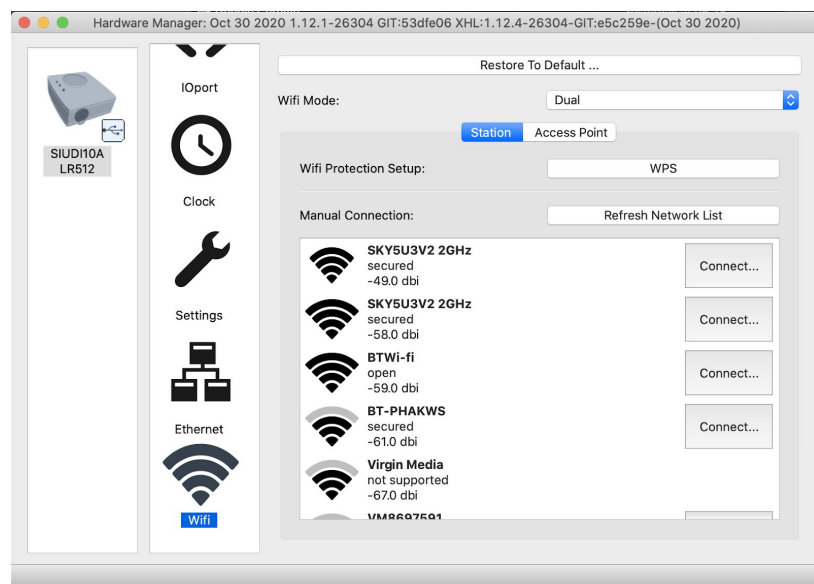 Hardware Manager: Oct 30 2020 1.12.1-26304 GIT:53dfe06 XHL:1.12.4-26304-GIT:e5c259e-(Oct 30 2020)
SIUDI10A
LR512
IOport
Clock
Settings
Ethernet
Wifi
Restore To Default ...
Wifi Mode:
Dual
Station
Access Point
Wifi Protection Setup:
WPS
Manual Connection:
Refresh Network List
SKY5U3V2 2GHz
secured
-49.0 dbi
Connect...
SKY5U3V2 2GHz
secured
-58.0 dbi
Connect...
BTWi-fi
open
-59.0 dbi
Connect...
BT-PHAKWS
secured
-61.0 dbi
Connect...
Virgin Media
not supported
-67.0 dbi
VM8697591